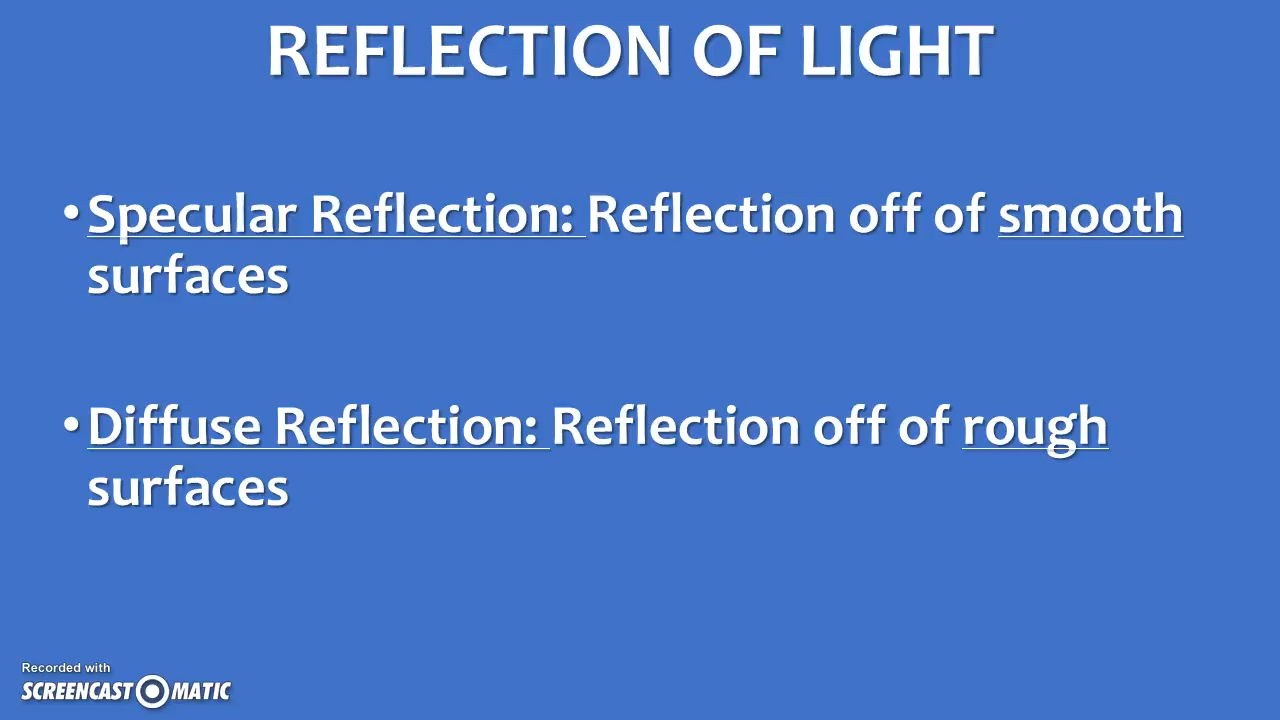 REFLECTION OF LIGHT
• Specular Reflection: Reflection off of smooth
surfaces
• Diffuse Reflection: Reflection off of rough
surfaces
Recorded with
SCREENCAST O MATIC